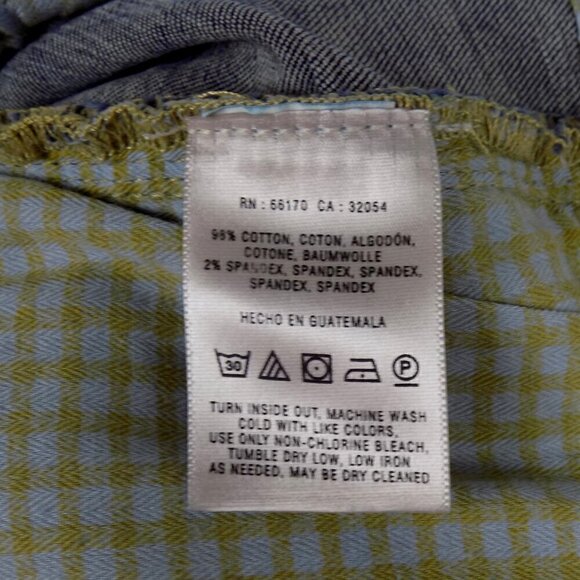 RN : 66170 CA : 32054
98% COTTON, COTON, ALGODÓN,
COTONE, BAUMWOLLE
2% SPANDEX, SPANDEX, SPANDEX,
SPANDEX, SPANDEX
HECHO EN GUATEMALA
30 P
TURN INSIDE OUT, MACHINE WASH
COLD WITH LIKE COLORS,
USE ONLY NON-CHLORINE BLEACH,
TUMBLE DRY LOW, LOW IRON
AS NEEDED, MAY BE DRY CLEANED